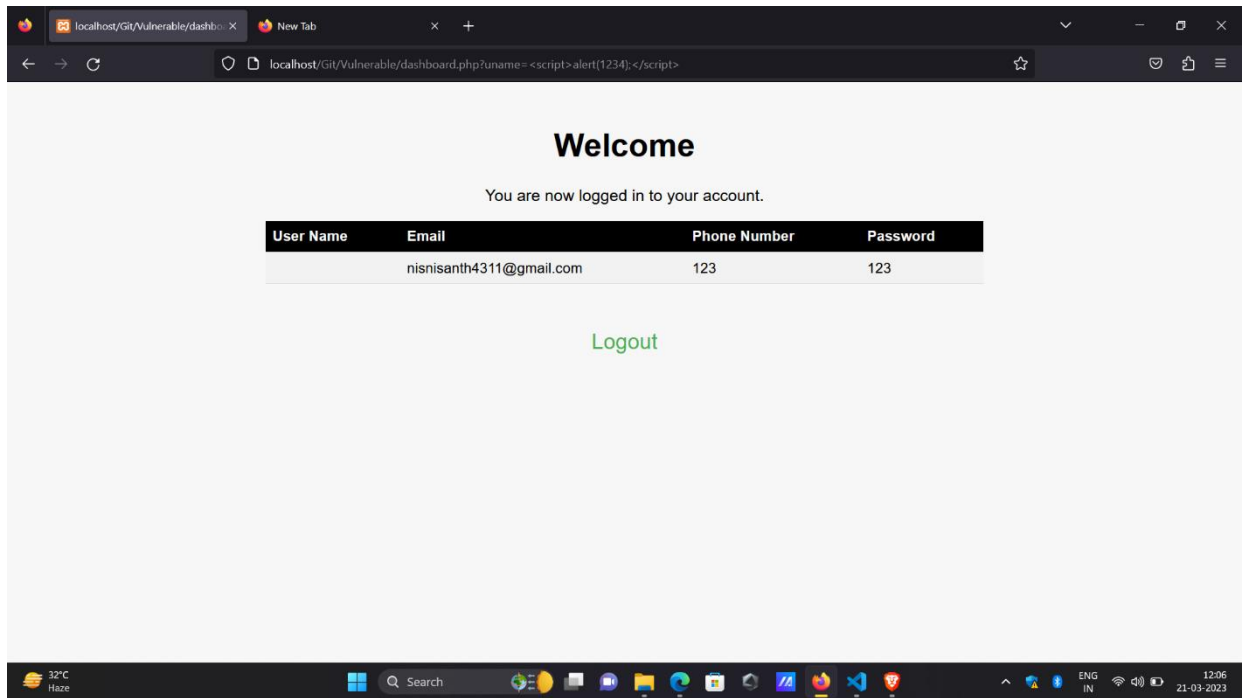 localhost/Git/Vulnerable/dashbo
New Tab
localhost/Git/Vulnerable/dashboard.php?uname=<script>alert(1234);</script>
Welcome
You are now logged in to your account.
User Name Email Phone Number Password
nisnisanth4311@gmail.com 123 123
Logout
32°C
Haze
Search
ENG
IN
12:06
21-03-2023